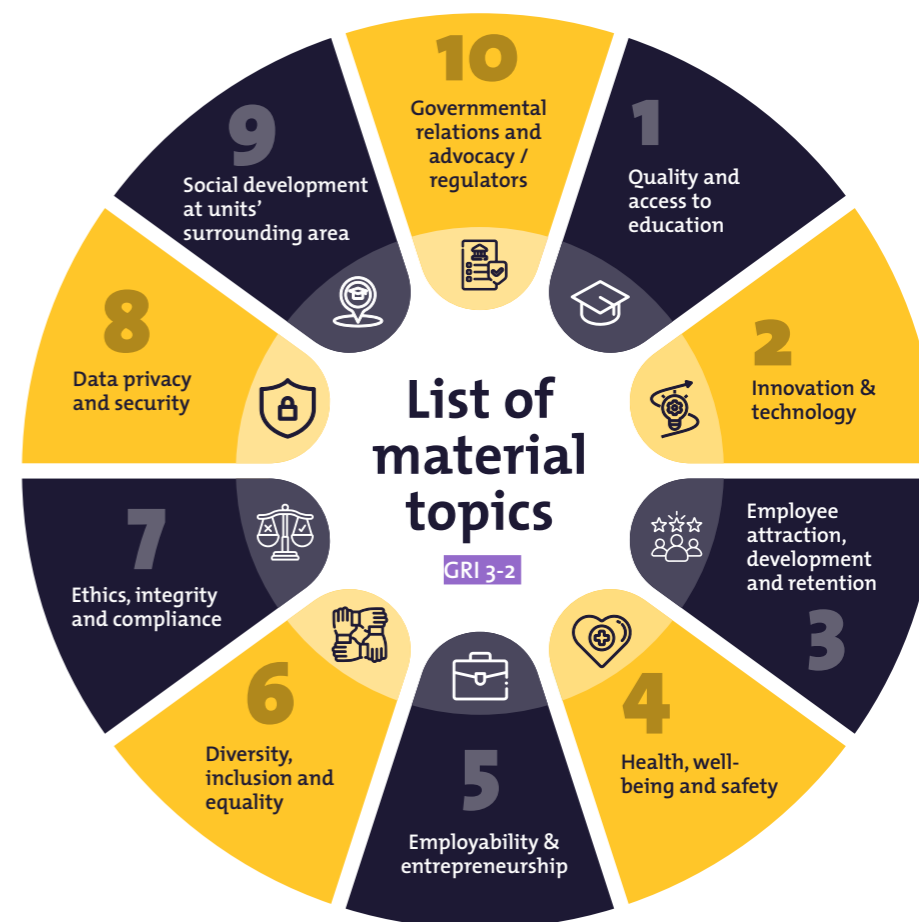 List of
material
topics
GRI 3-2
1
Quality and
access to
education
2
Innovation &
technology
Employee
attraction,
development
and retention
3
4
Health, well-
being and safety
5
Employability &
entrepreneurship
6
Diversity,
inclusion and
equality
7
Ethics, integrity
and compliance
8
Data privacy
and security
9
Social development
at units’
surrounding area
10
Governmental
relations and
advocacy /
regulators